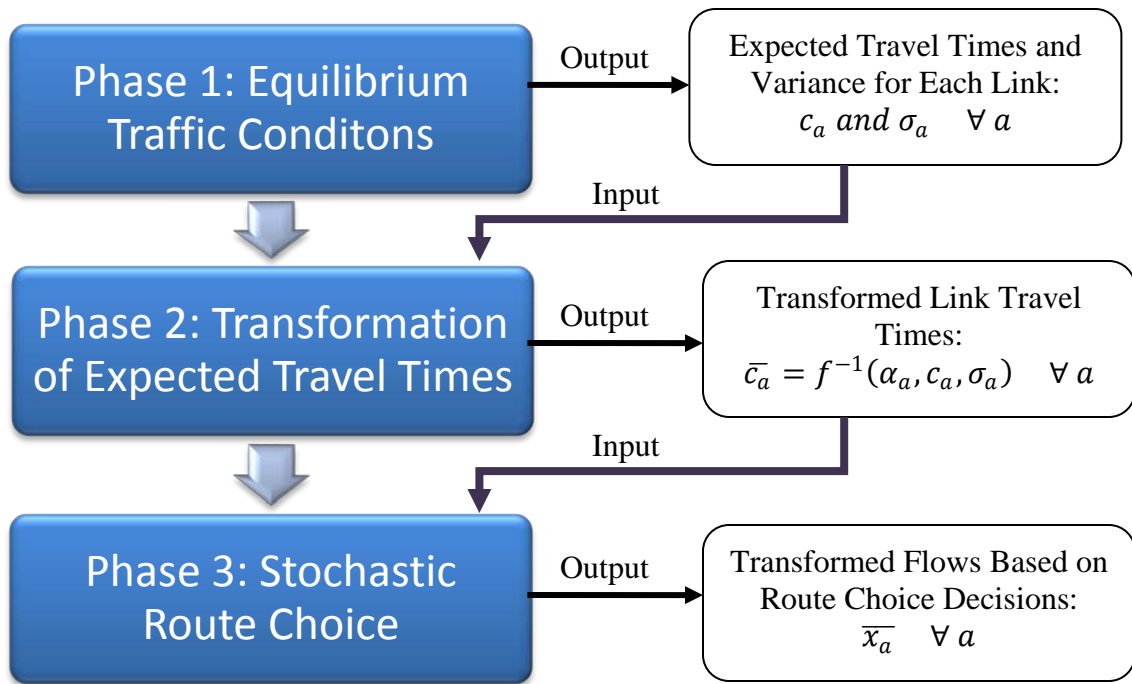 Phase 1: Equilibrium
Traffic Conditons
Output
Expected Travel Times and
Variance for Each Link:
c_a and σ_a ∀ a
Input
Phase 2: Transformation
of Expected Travel Times
Output
Transformed Link Travel
Times:
c̅_a = f⁻¹(α_a, c_a, σ_a) ∀ a
Input
Phase 3: Stochastic
Route Choice
Output
Transformed Flows Based on
Route Choice Decisions:
x̅_a ∀ a